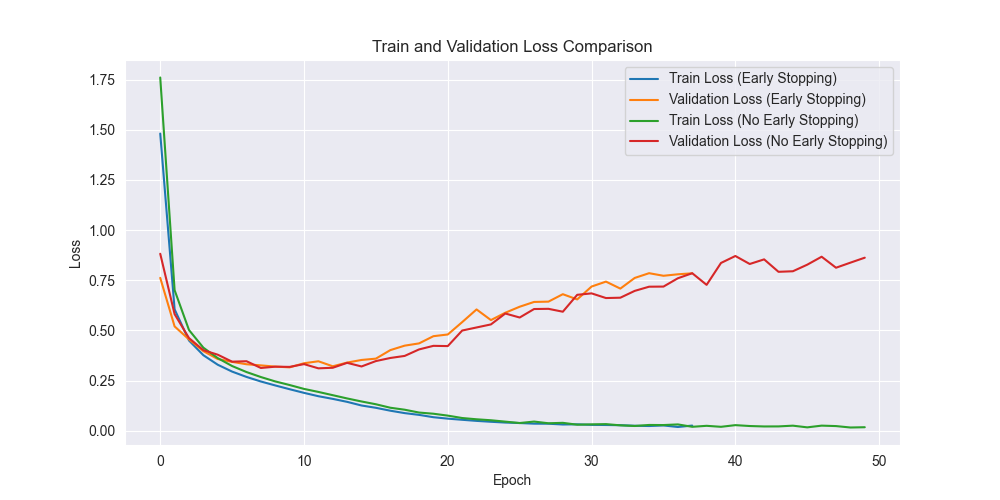 Train and Validation Loss Comparison
Train Loss (Early Stopping)
Validation Loss (Early Stopping)
Train Loss (No Early Stopping)
Validation Loss (No Early Stopping)
Loss
1.75
1.50
1.25
1.00
0.75
0.50
0.25
0.00
0 10 20 30 40 50
Epoch